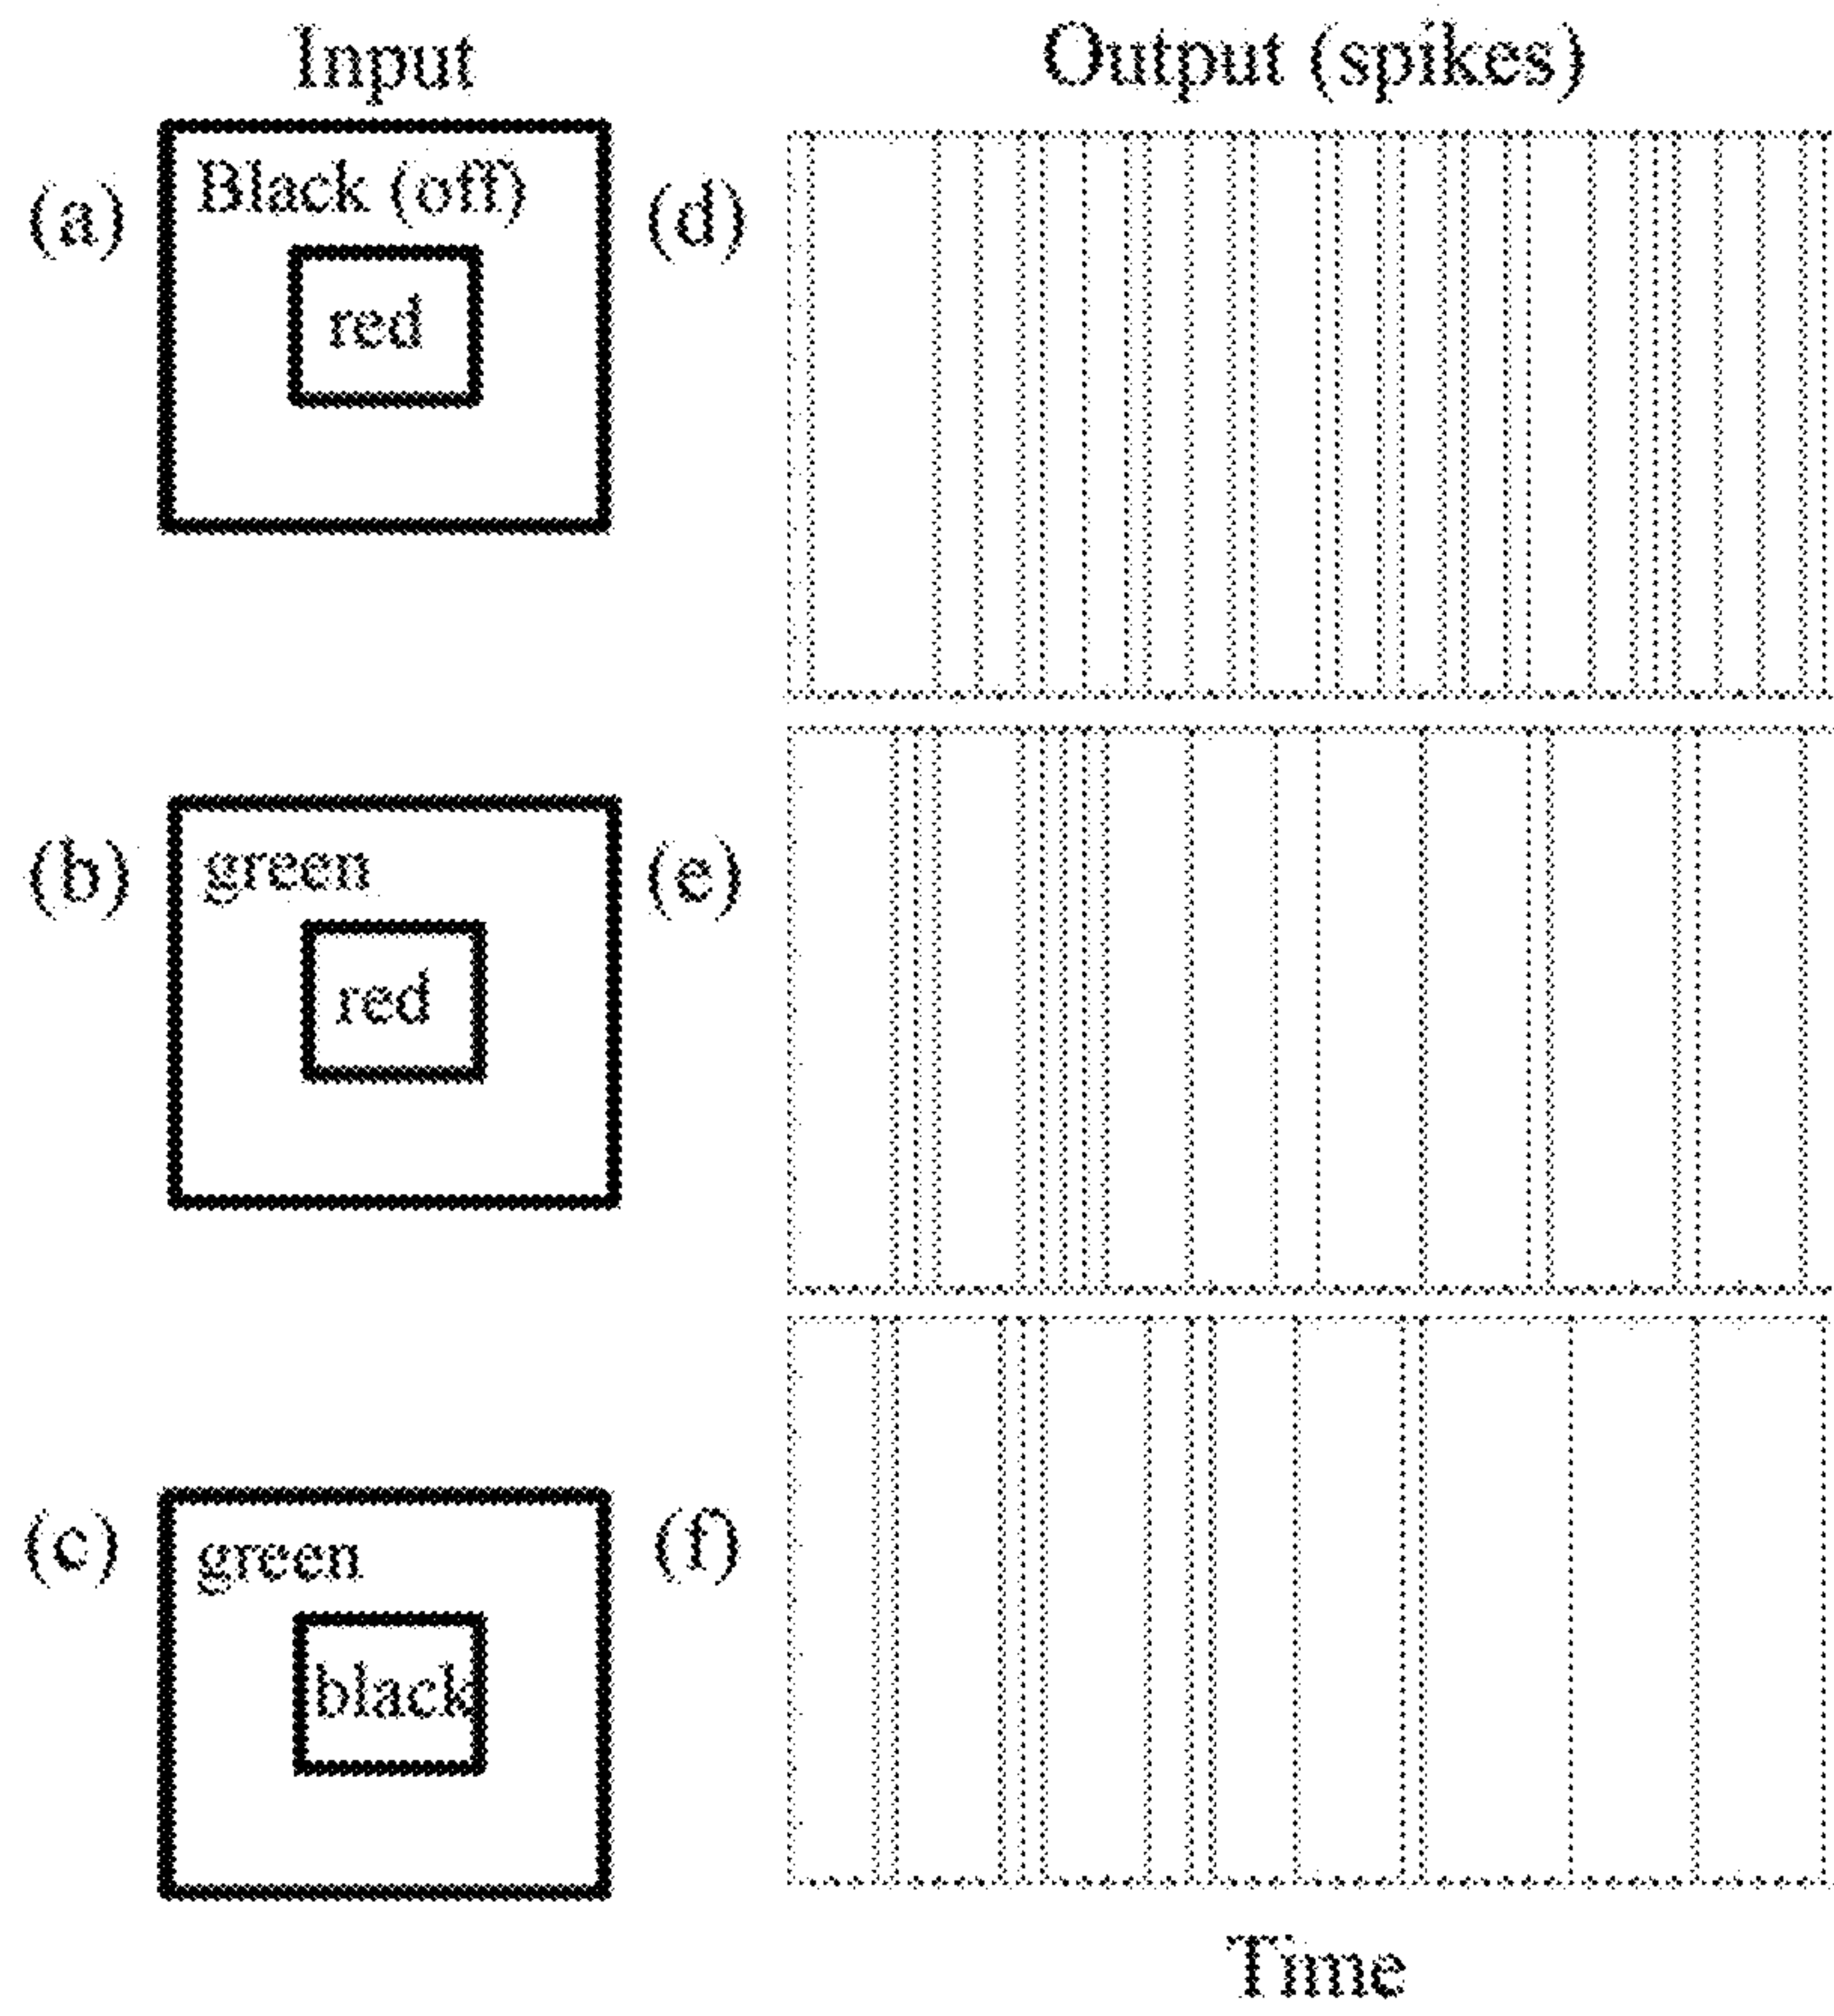 Input
Output (spikes)
(a)
Black (off)
red
(d)
(b)
green
red
(e)
(c)
green
black
(f)
Time